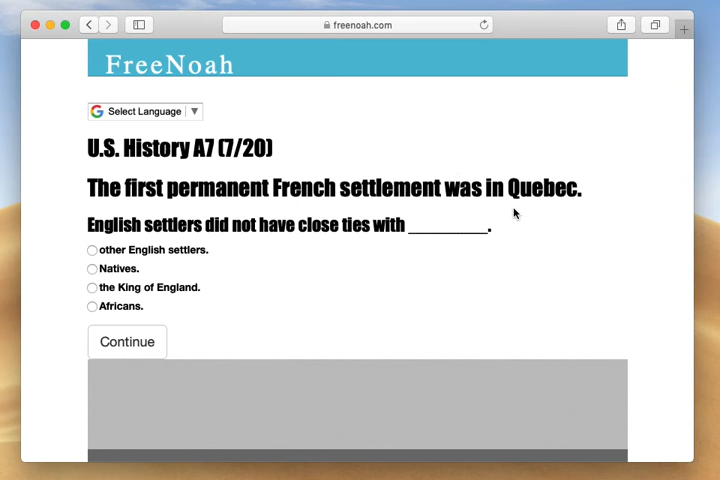 freenoah.com
FreeNoah
Select Language
U.S. History A7 (7/20)
The first permanent French settlement was in Quebec.
English settlers did not have close ties with ________.
other English settlers.
Natives.
the King of England.
Africans.
Continue